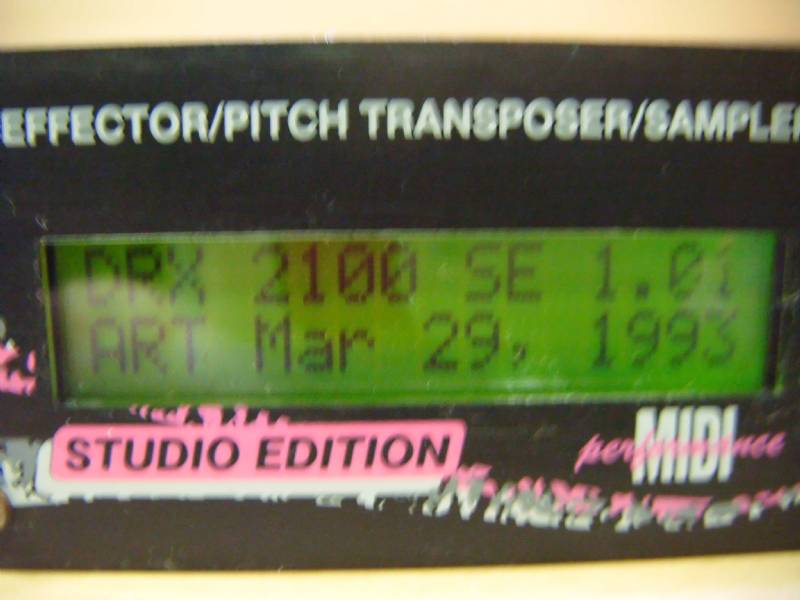 EFFECTOR/PITCH TRANSPOSER/SAMPLER
DRX 2100 SE 1.01
ART Mar 29, 1993
STUDIO EDITION
performance
MIDI